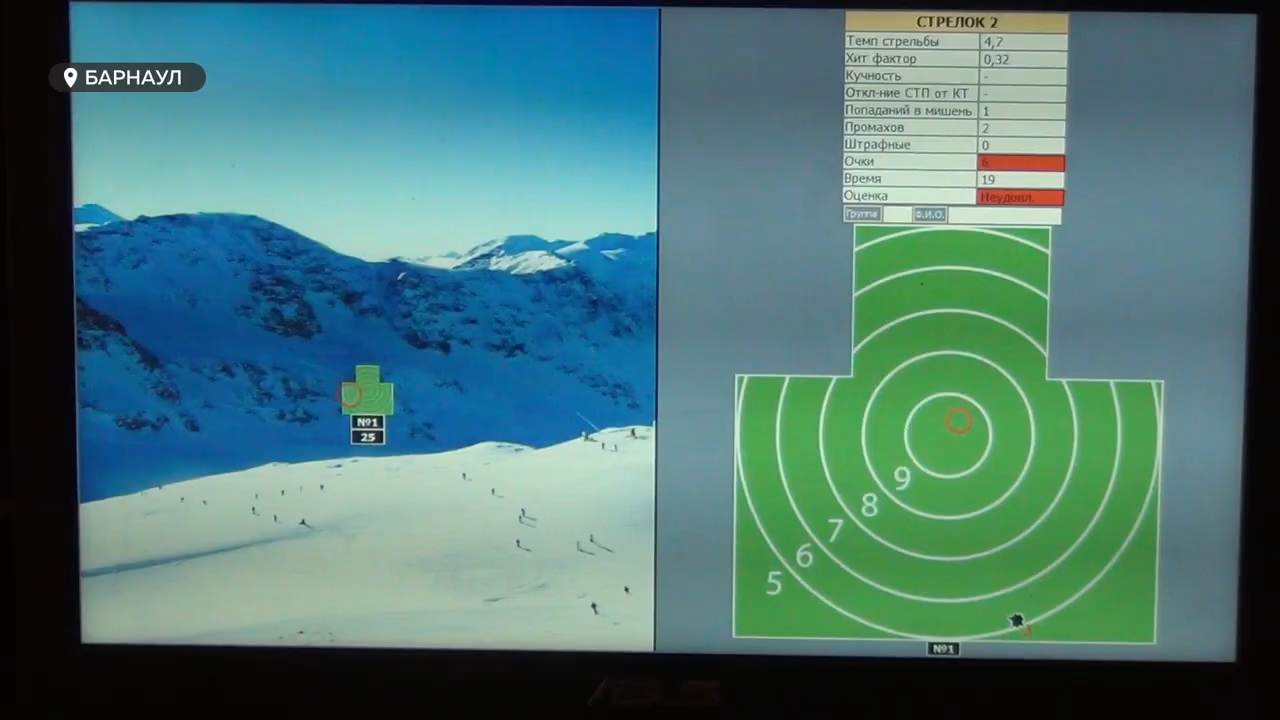 БАРНАУЛ
СТРЕЛОК 2
Темп стрельбы 4,7
Хит фактор 0,32
Кучность -
Откл-ние СТП от КТ -
Попаданий в мишень 1
Промахов 2
Штрафные 0
Очки 6
Время 19
Оценка Неудовл.
Группа Ф.И.О.
№1
25
9
8
7
6
5
3
№1
ASUS